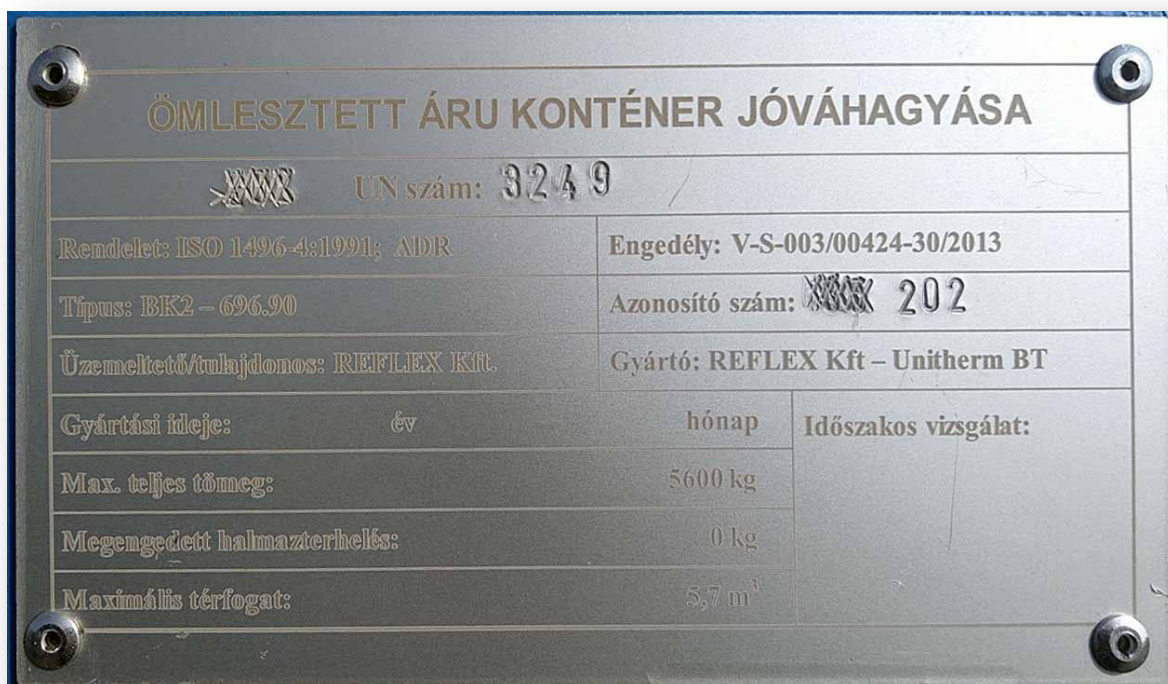 ÖMLESZTETT ÁRU KONTÉNER JÓVÁHAGYÁSA
UN szám: 3249
Rendelet: ISO 1496-4:1991; ADR
Engedély: V-S-003/00424-30/2013
Típus: BK2 – 696.90
Azonosító szám: 202
Üzemeltető/tulajdonos: REFLEX Kft.
Gyártó: REFLEX Kft – Unitherm BT
Gyártási ideje: év hónap
Időszakos vizsgálat:
Max. teljes tömeg: 5600 kg
Megengedett halmazterhelés: 0 kg
Maximális térfogat: 5,7 m³